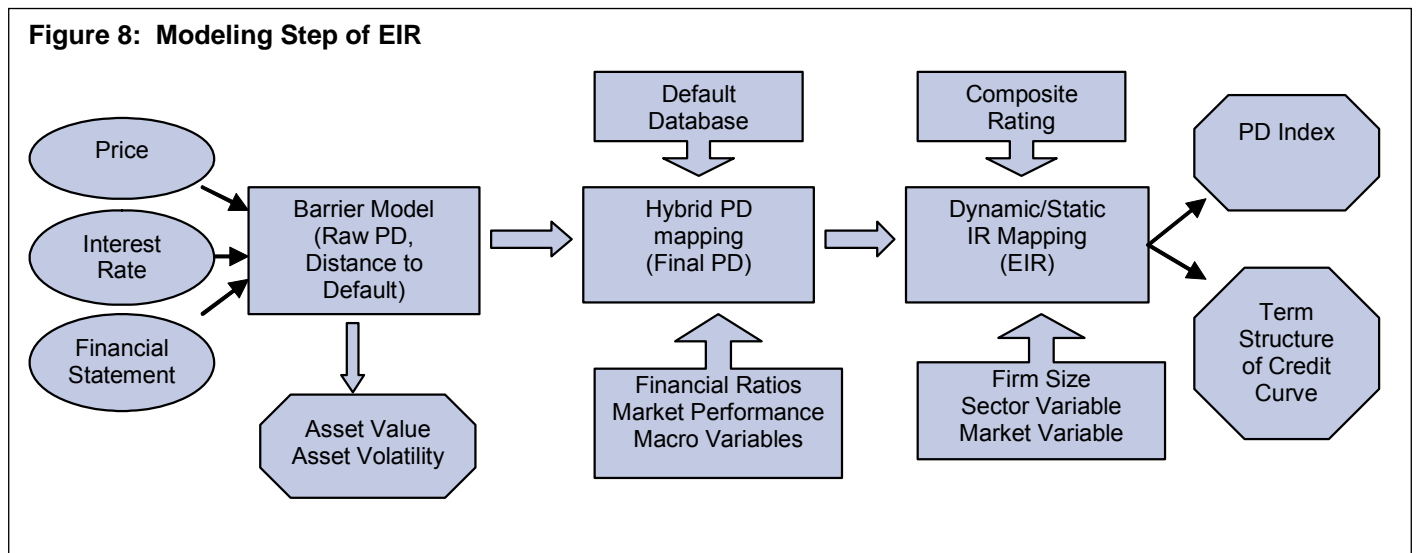 Figure 8: Modeling Step of EIR
Price
Interest
Rate
Financial
Statement
Barrier Model
(Raw PD,
Distance to
Default)
Asset Value
Asset Volatility
Default
Database
Hybrid PD
mapping
(Final PD)
Financial Ratios
Market Performance
Macro Variables
Composite
Rating
Dynamic/Static
IR Mapping
(EIR)
Firm Size
Sector Variable
Market Variable
PD Index
Term
Structure
of Credit
Curve